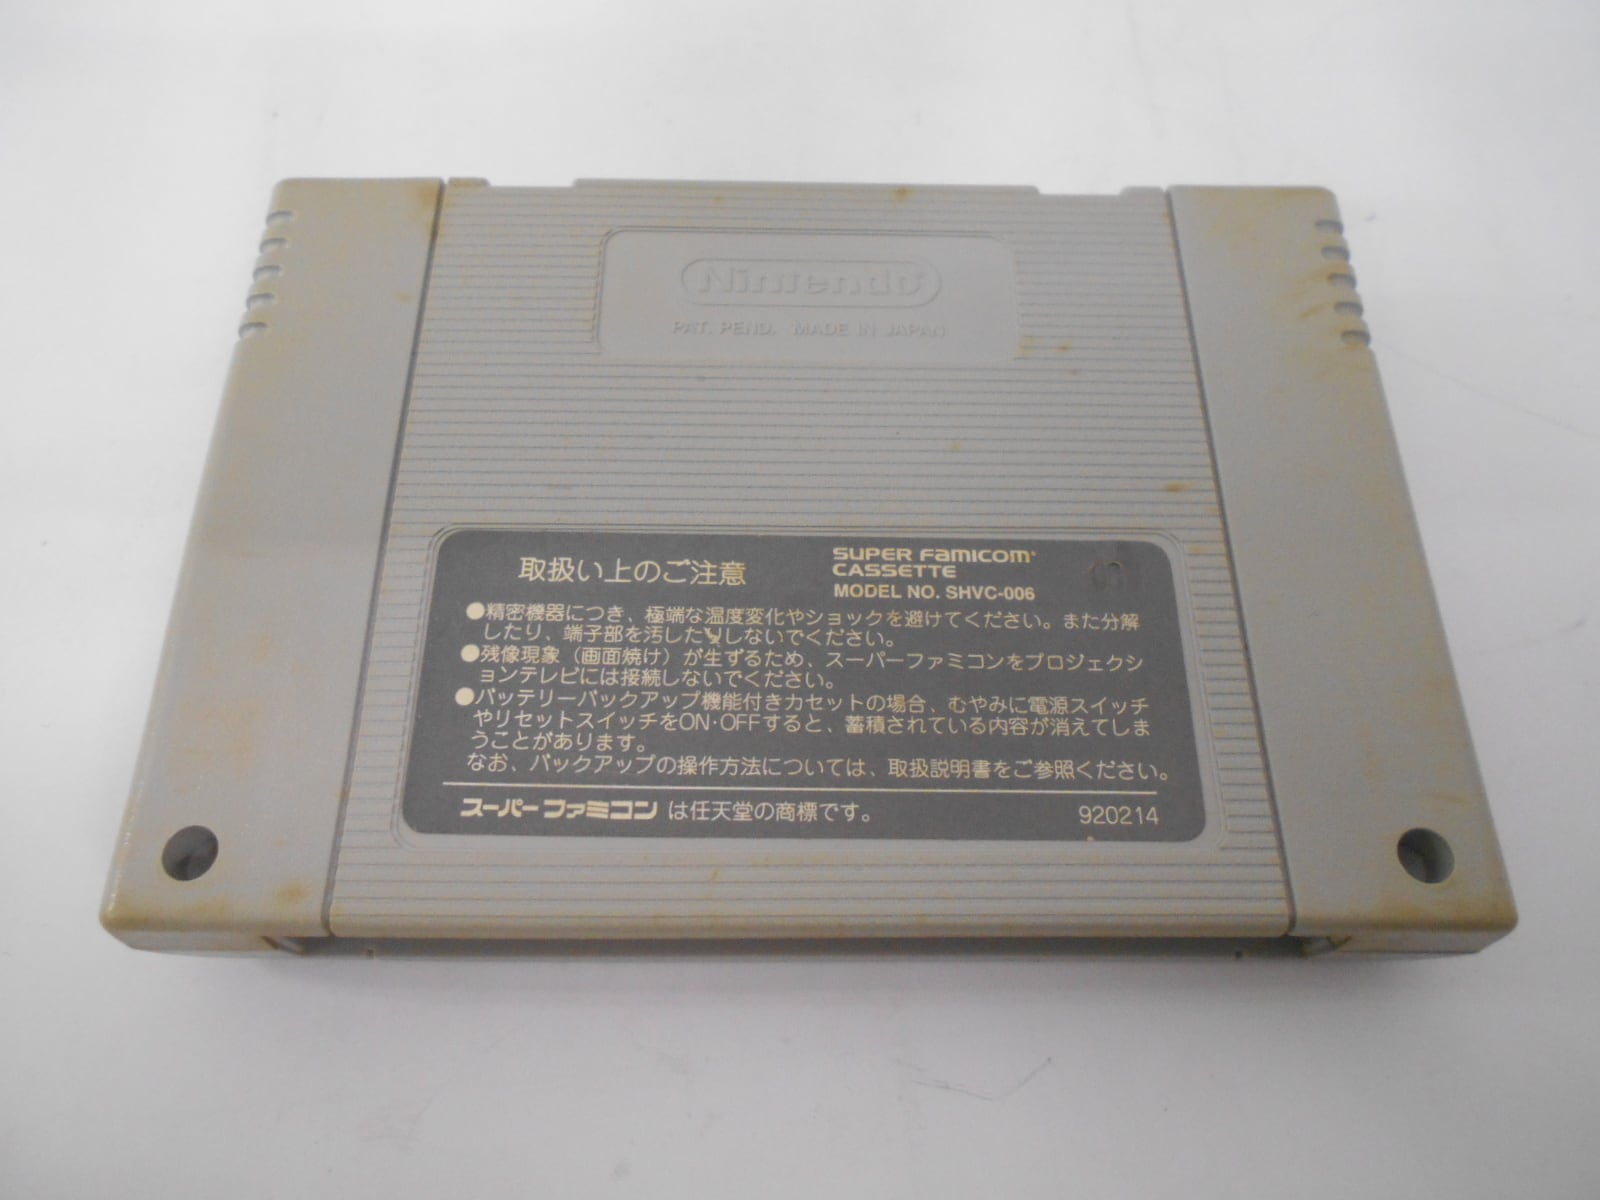 Nintendo
PAT. PEND. MADE IN JAPAN
取扱い上のご注意
SUPER FAMICOM
CASSETTE
MODEL NO. SHVC-006
●精密機器につき、極端な温度変化やショックを避けてください。また分解
したり、端子部を汚したりしないでください。
●残像現象（画面焼け）が生ずるため、スーパーファミコンをプロジェクシ
ョンテレビには接続しないでください。
●バッテリーバックアップ機能付きカセットの場合、むやみに電源スイッチ
やリセットスイッチをON・OFFすると、蓄積されている内容が消えてしま
うことがあります。
なお、バックアップの操作方法については、取扱説明書をご参照ください。
スーパーファミコン は任天堂の商標です。
920214